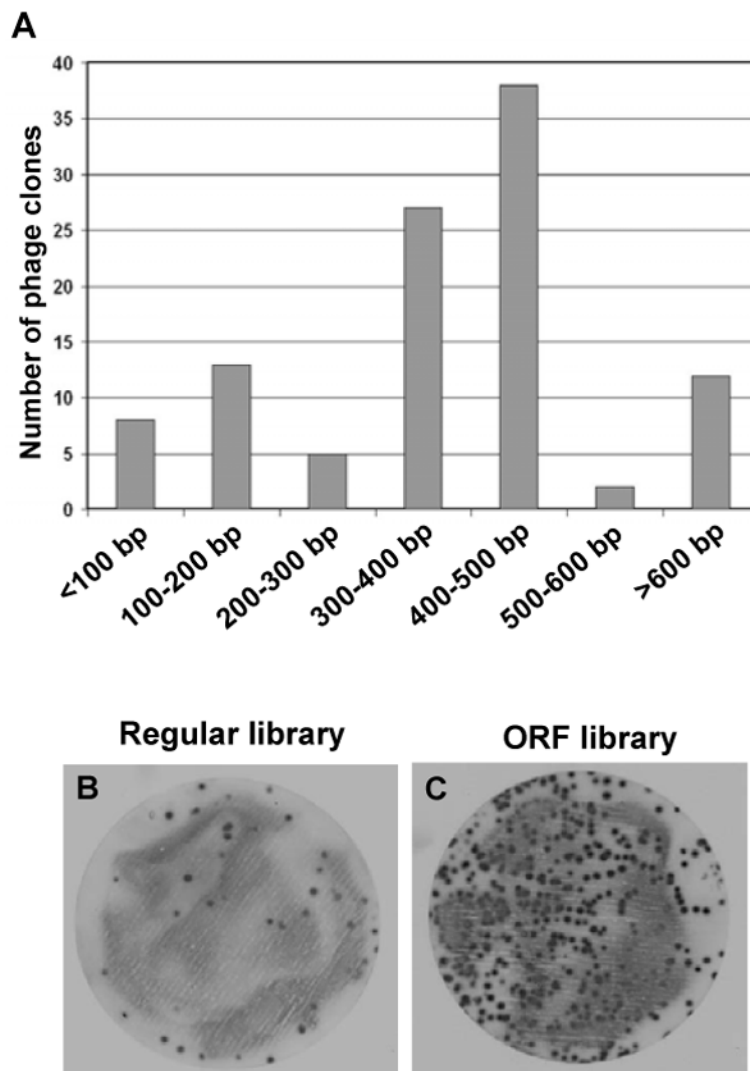 A
Number of phage clones
40
35
30
25
20
15
10
5
0
<100 bp
100-200 bp
200-300 bp
300-400 bp
400-500 bp
500-600 bp
>600 bp
Regular library
ORF library
B
C